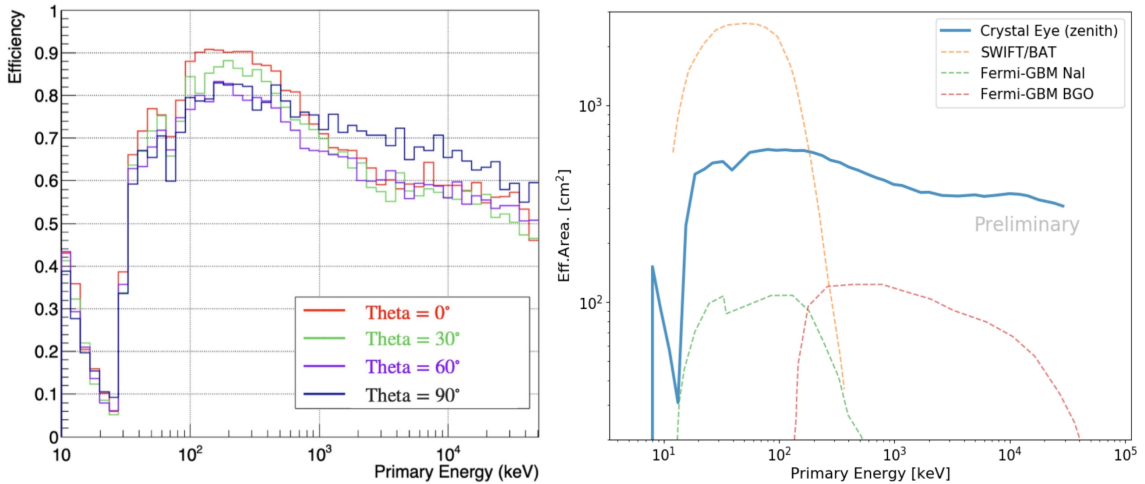 Efficiency
1
0.9
0.8
0.7
0.6
0.5
0.4
0.3
0.2
0.1
0
Theta = 0°
Theta = 30°
Theta = 60°
Theta = 90°
10
10²
10³
10⁴
Primary Energy (keV)
Eff.Area. [cm²]
10³
10²
Crystal Eye (zenith)
SWIFT/BAT
Fermi-GBM NaI
Fermi-GBM BGO
Preliminary
10¹
10²
10³
10⁴
10⁵
Primary Energy [keV]